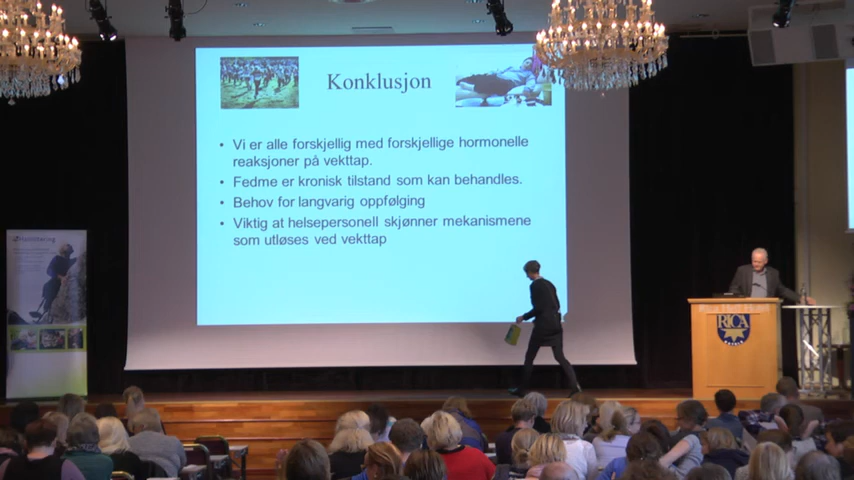 Konklusjon
• Vi er alle forskjellig med forskjellige hormonelle
reaksjoner på vekttap.
• Fedme er kronisk tilstand som kan behandles.
• Behov for langvarig oppfølging
• Viktig at helsepersonell skjønner mekanismene
som utløses ved vekttap
RICA